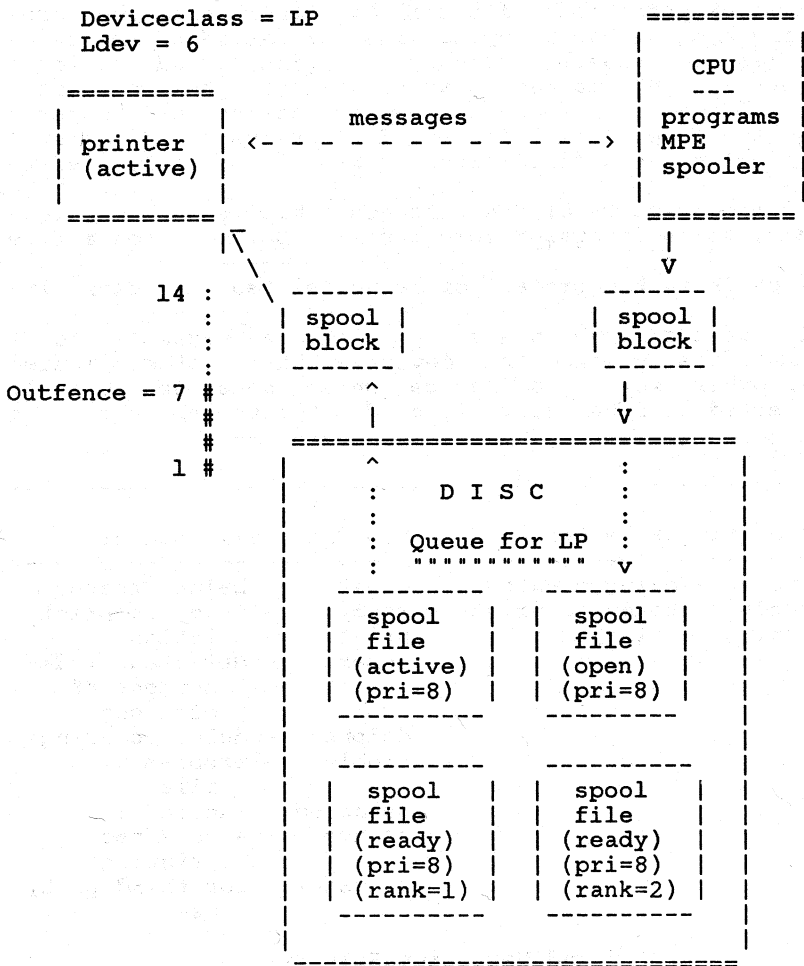 Deviceclass = LP
Ldev = 6
CPU
---
printer
(active)
messages
programs
MPE
spooler
14
spool
block
spool
block
Outfence = 7
1
D I S C
Queue for LP
spool
file
(active)
(pri=8)
spool
file
(open)
(pri=8)
spool
file
(ready)
(pri=8)
(rank=1)
spool
file
(ready)
(pri=8)
(rank=2)